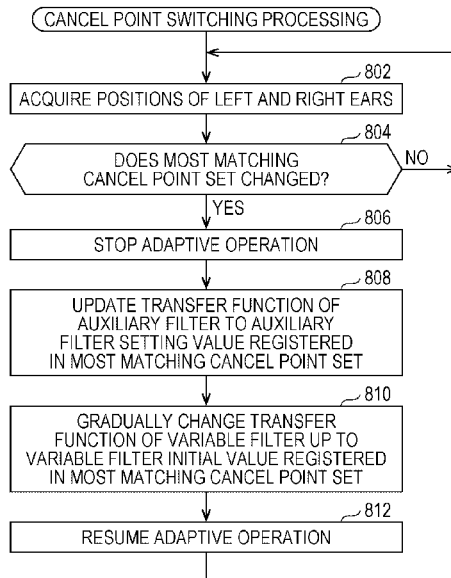 CANCEL POINT SWITCHING PROCESSING
802
ACQUIRE POSITIONS OF LEFT AND RIGHT EARS
804
DOES MOST MATCHING
CANCEL POINT SET CHANGED?
NO
YES
806
STOP ADAPTIVE OPERATION
808
UPDATE TRANSFER FUNCTION OF
AUXILIARY FILTER TO AUXILIARY
FILTER SETTING VALUE REGISTERED
IN MOST MATCHING CANCEL POINT SET
810
GRADUALLY CHANGE TRANSFER
FUNCTION OF VARIABLE FILTER UP TO
VARIABLE FILTER INITIAL VALUE REGISTERED
IN MOST MATCHING CANCEL POINT SET
812
RESUME ADAPTIVE OPERATION